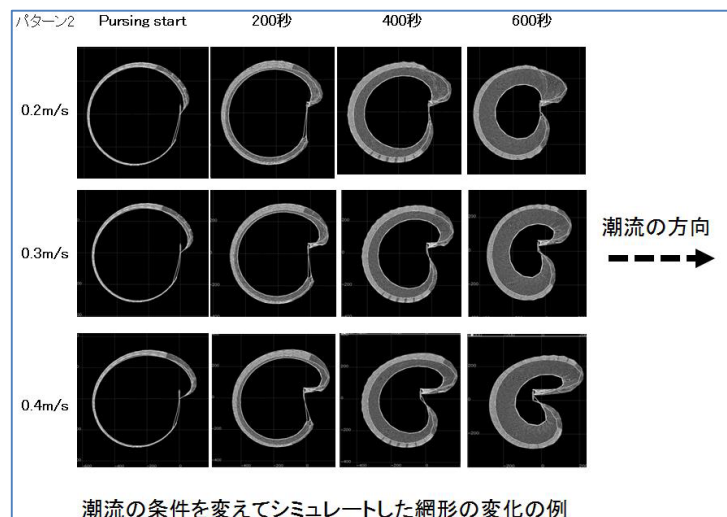 パターン2 Pursing start 200秒 400秒 600秒
0.2m/s
0.3m/s
潮流の方向
0.4m/s
潮流の条件を変えてシミュレートした網形の変化の例